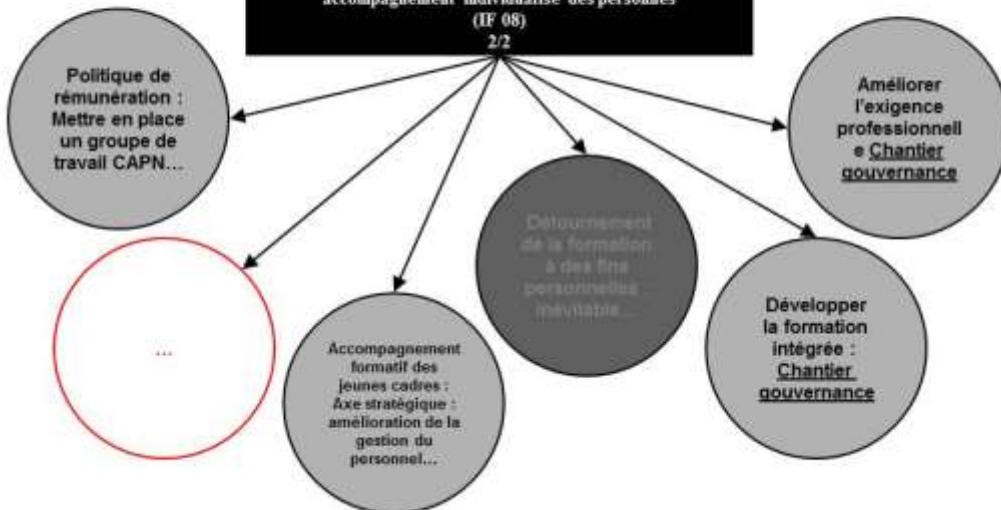 accompagnement individualisé des personnes
(IF 08)
2/2
Politique de
rémunération :
Mettre en place
un groupe de
travail CAPN...
Améliorer
l'exigence
professionnell
e Chantier
gouvernance
Détournement
de la formation
à des fins
personnelles
inévitable...
...
Accompagnement
formatif des
jeunes cadres :
Axe stratégique :
amélioration de la
gestion du
personnel...
Développer
la formation
intégrée :
Chantier
gouvernance